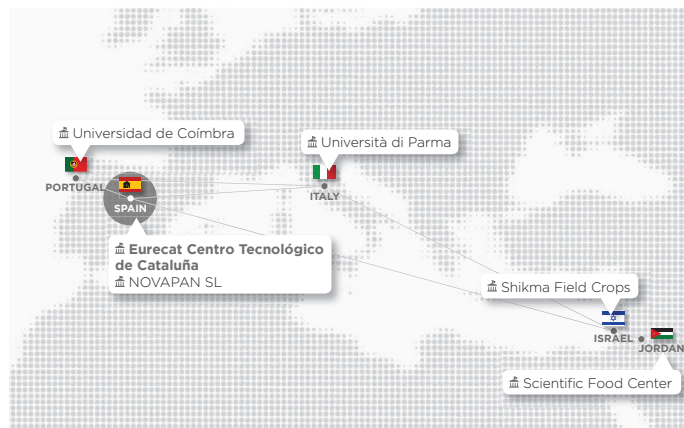 Universidad de Coímbra
Università di Parma
PORTUGAL
SPAIN
ITALY
Eurecat Centro Tecnológico
de Cataluña
NOVAPAN SL
Shikma Field Crops
ISRAEL
JORDAN
Scientific Food Center